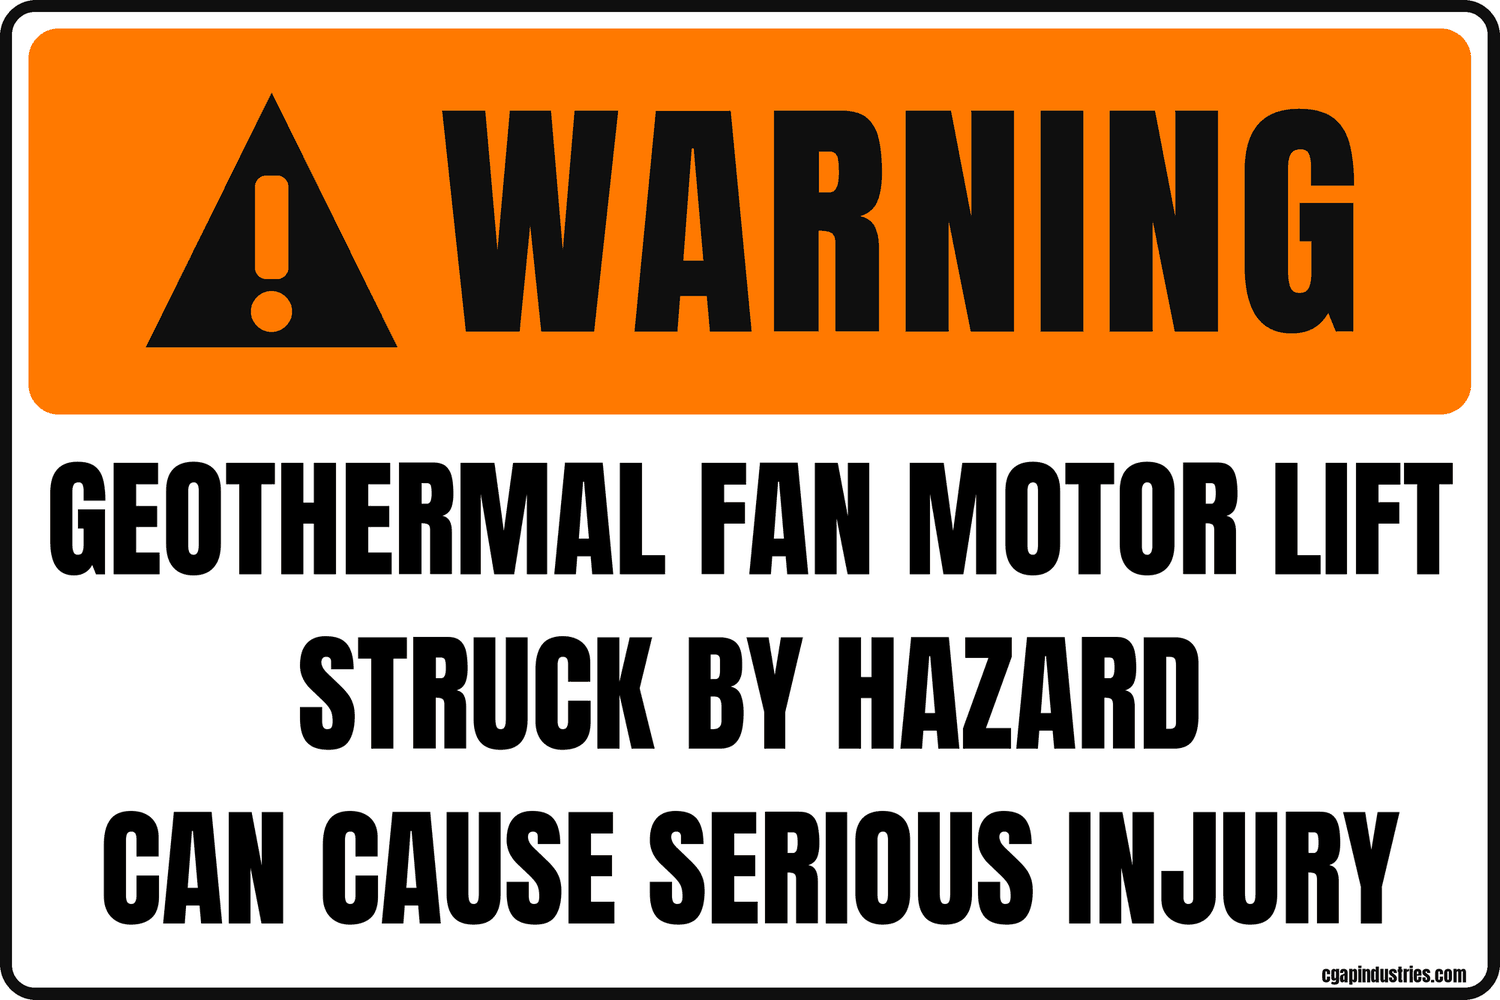 WARNING
GEOTHERMAL FAN MOTOR LIFT
STRUCK BY HAZARD
CAN CAUSE SERIOUS INJURY
cgapindustries.com